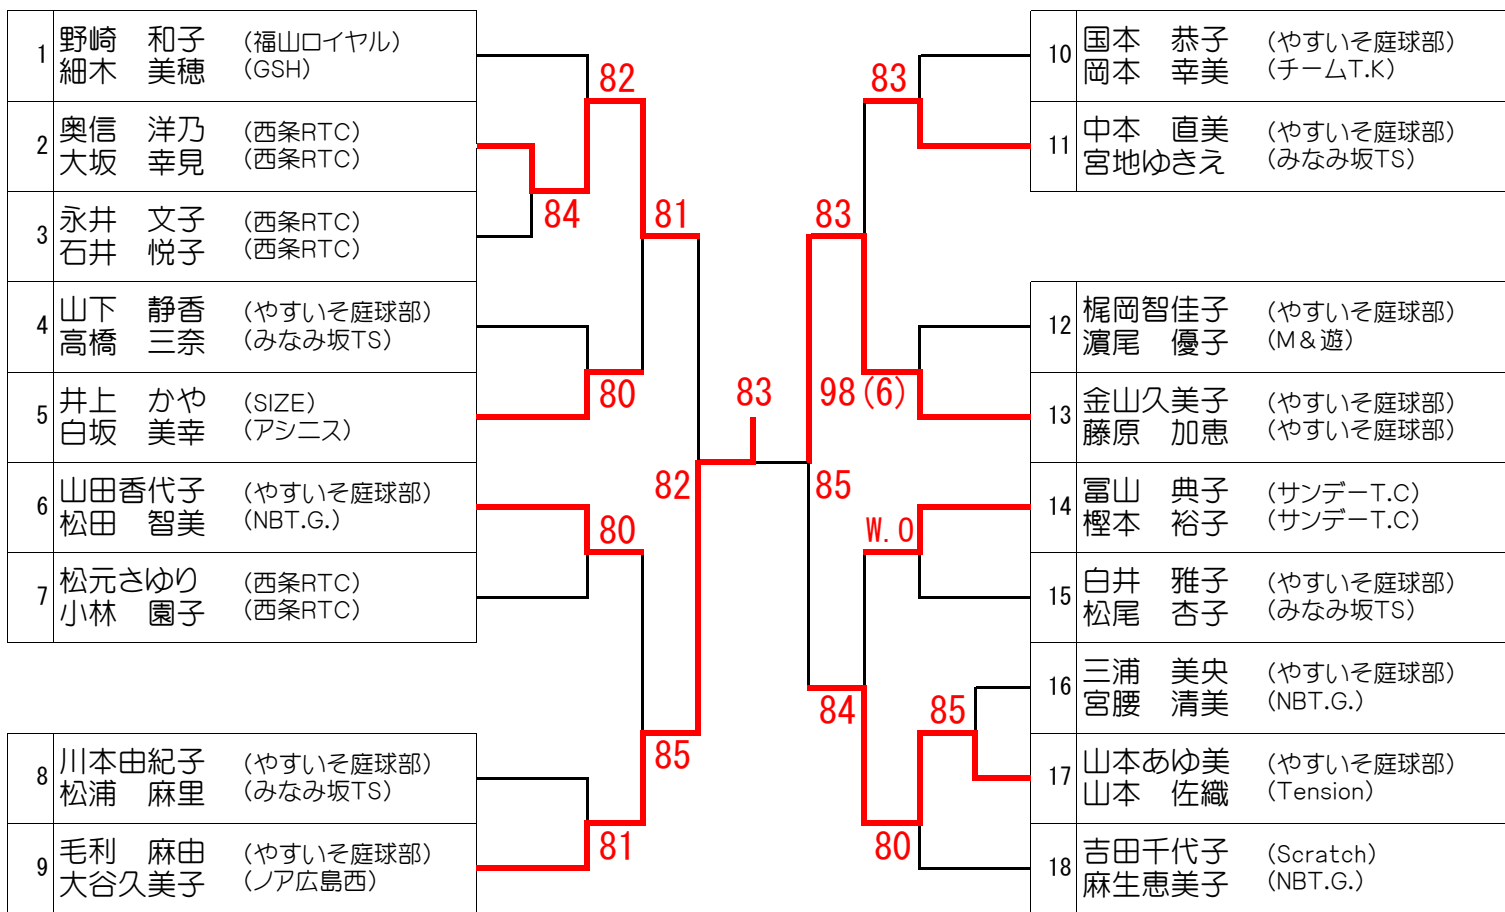 1 野崎　和子 (福山ロイヤル)
細木　美穂 (GSH)
2 奥信　洋乃 (西条RTC)
大坂　幸見 (西条RTC)
3 永井　文子 (西条RTC)
石井　悦子 (西条RTC)
4 山下　静香 (やすいそ庭球部)
高橋　三奈 (みなみ坂TS)
5 井上　かや (SIZE)
白坂　美幸 (アシニス)
6 山田香代子 (やすいそ庭球部)
松田　智美 (NBT.G.)
7 松元さゆり (西条RTC)
小林　園子 (西条RTC)
8 川本由紀子 (やすいそ庭球部)
松浦　麻里 (みなみ坂TS)
9 毛利　麻由 (やすいそ庭球部)
大谷久美子 (ノア広島西)
82
84
81
80
80
82
85
81
83
83
83
98(6)
85
W.O
84
85
80
10 国本　恭子 (やすいそ庭球部)
岡本　幸美 (チームT.K)
11 中本　直美 (やすいそ庭球部)
宮地ゆきえ (みなみ坂TS)
12 梶岡智佳子 (やすいそ庭球部)
濵尾　優子 (M&遊)
13 金山久美子 (やすいそ庭球部)
藤原　加恵 (やすいそ庭球部)
14 冨山　典子 (サンデーT.C)
樫本　裕子 (サンデーT.C)
15 白井　雅子 (やすいそ庭球部)
松尾　杏子 (みなみ坂TS)
16 三浦　美央 (やすいそ庭球部)
宮腰　清美 (NBT.G.)
17 山本あゆ美 (やすいそ庭球部)
山本　佐織 (Tension)
18 吉田千代子 (Scratch)
麻生恵美子 (NBT.G.)